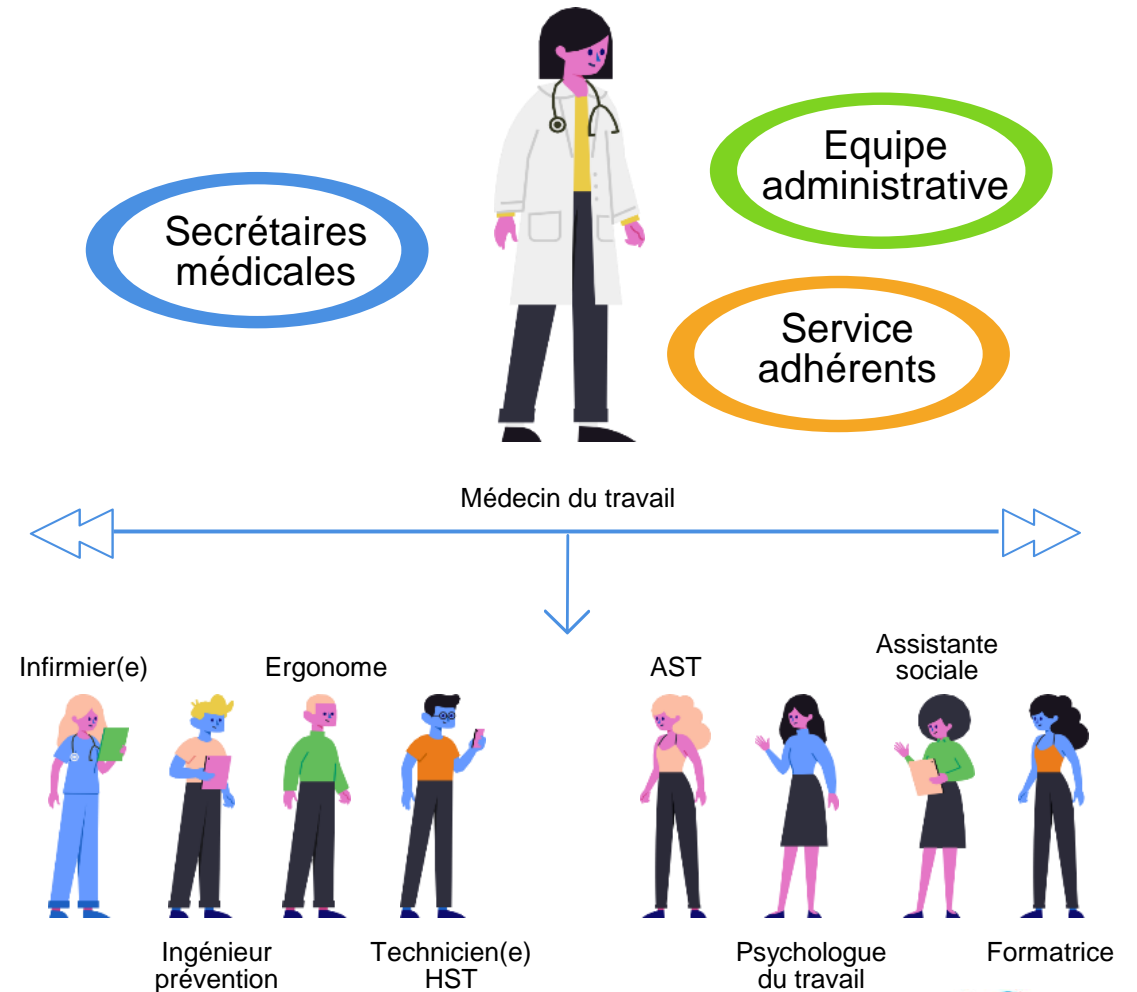 Equipe
administrative
Secrétaires
médicales
Service
adhérents
Médecin du travail
Infirmier(e)
Ergonome
AST
Assistante
sociale
Ingénieur
prévention
Technicien(e)
HST
Psychologue
du travail
Formatrice